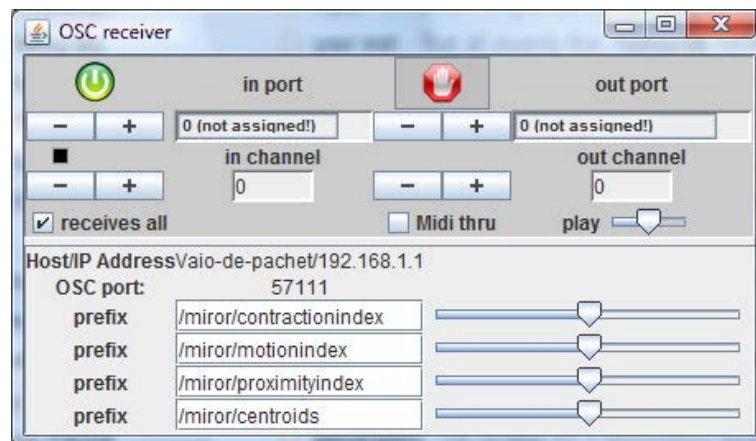 OSC receiver
in port out port
- + 0 (not assigned!) - + 0 (not assigned!)
in channel out channel
- + 0 - + 0
receives all Midi thru play
Host/IP Address Vaio-de-pachet/192.168.1.1
OSC port: 57111
prefix /miror/contractionindex
prefix /miror/motionindex
prefix /miror/proximityindex
prefix /miror/centroids